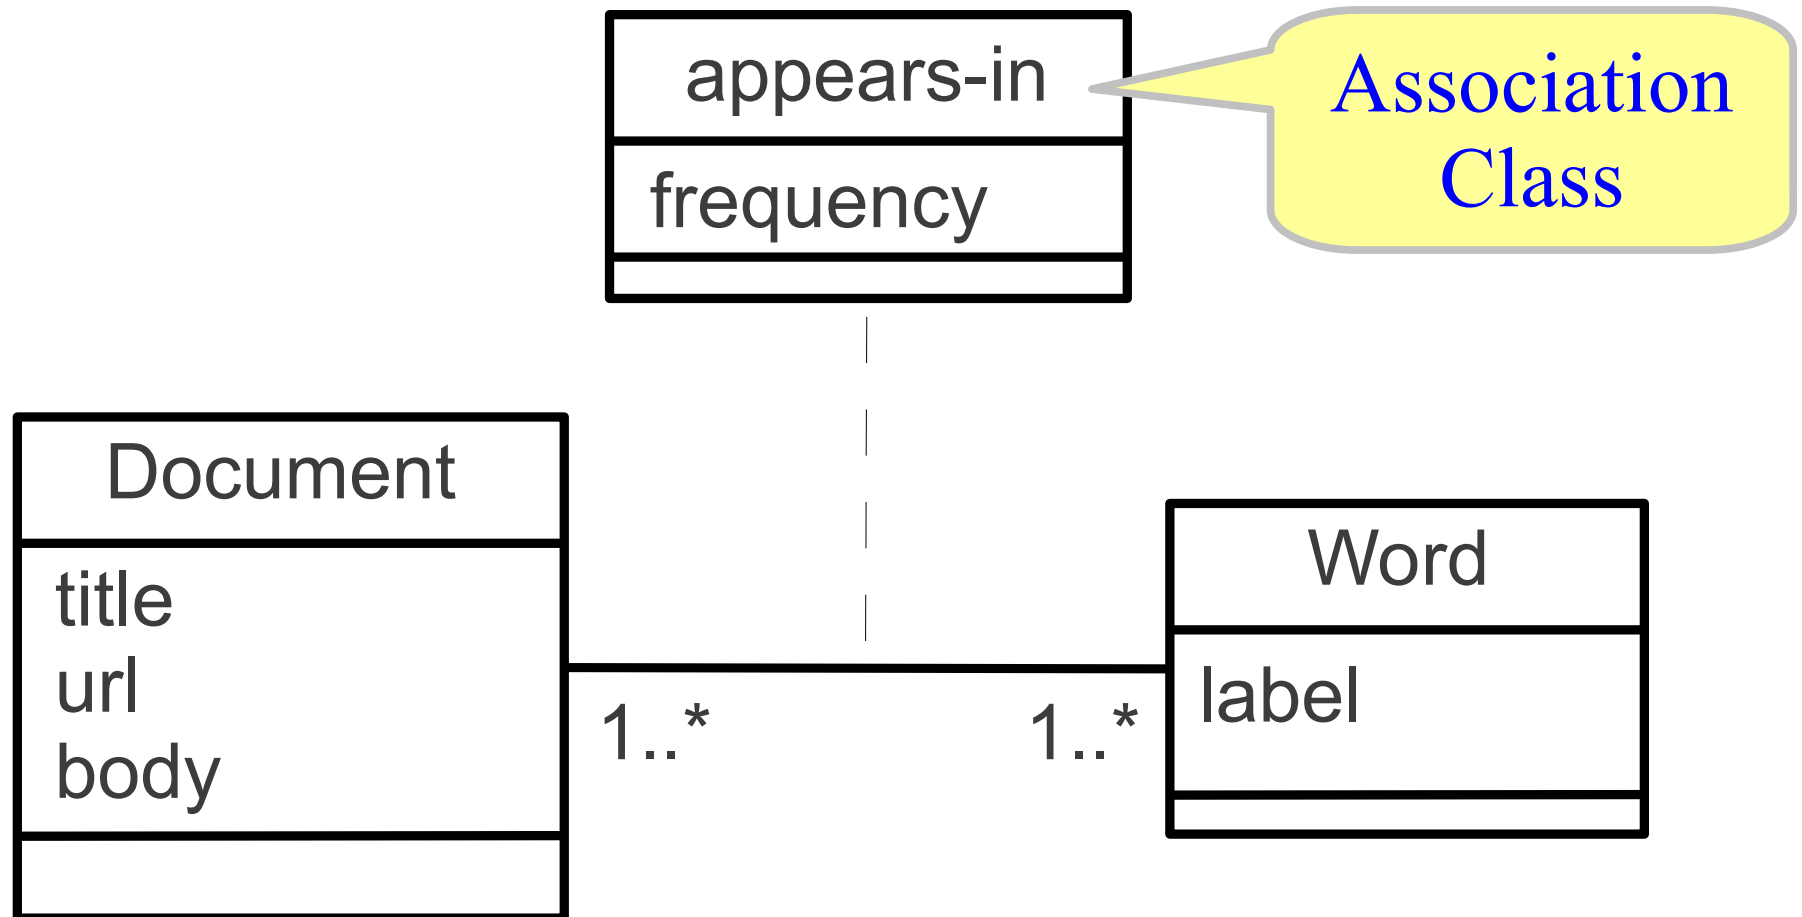 appears-in
frequency
Association
Class
Document
title
url
body
1..*
1..*
Word
label